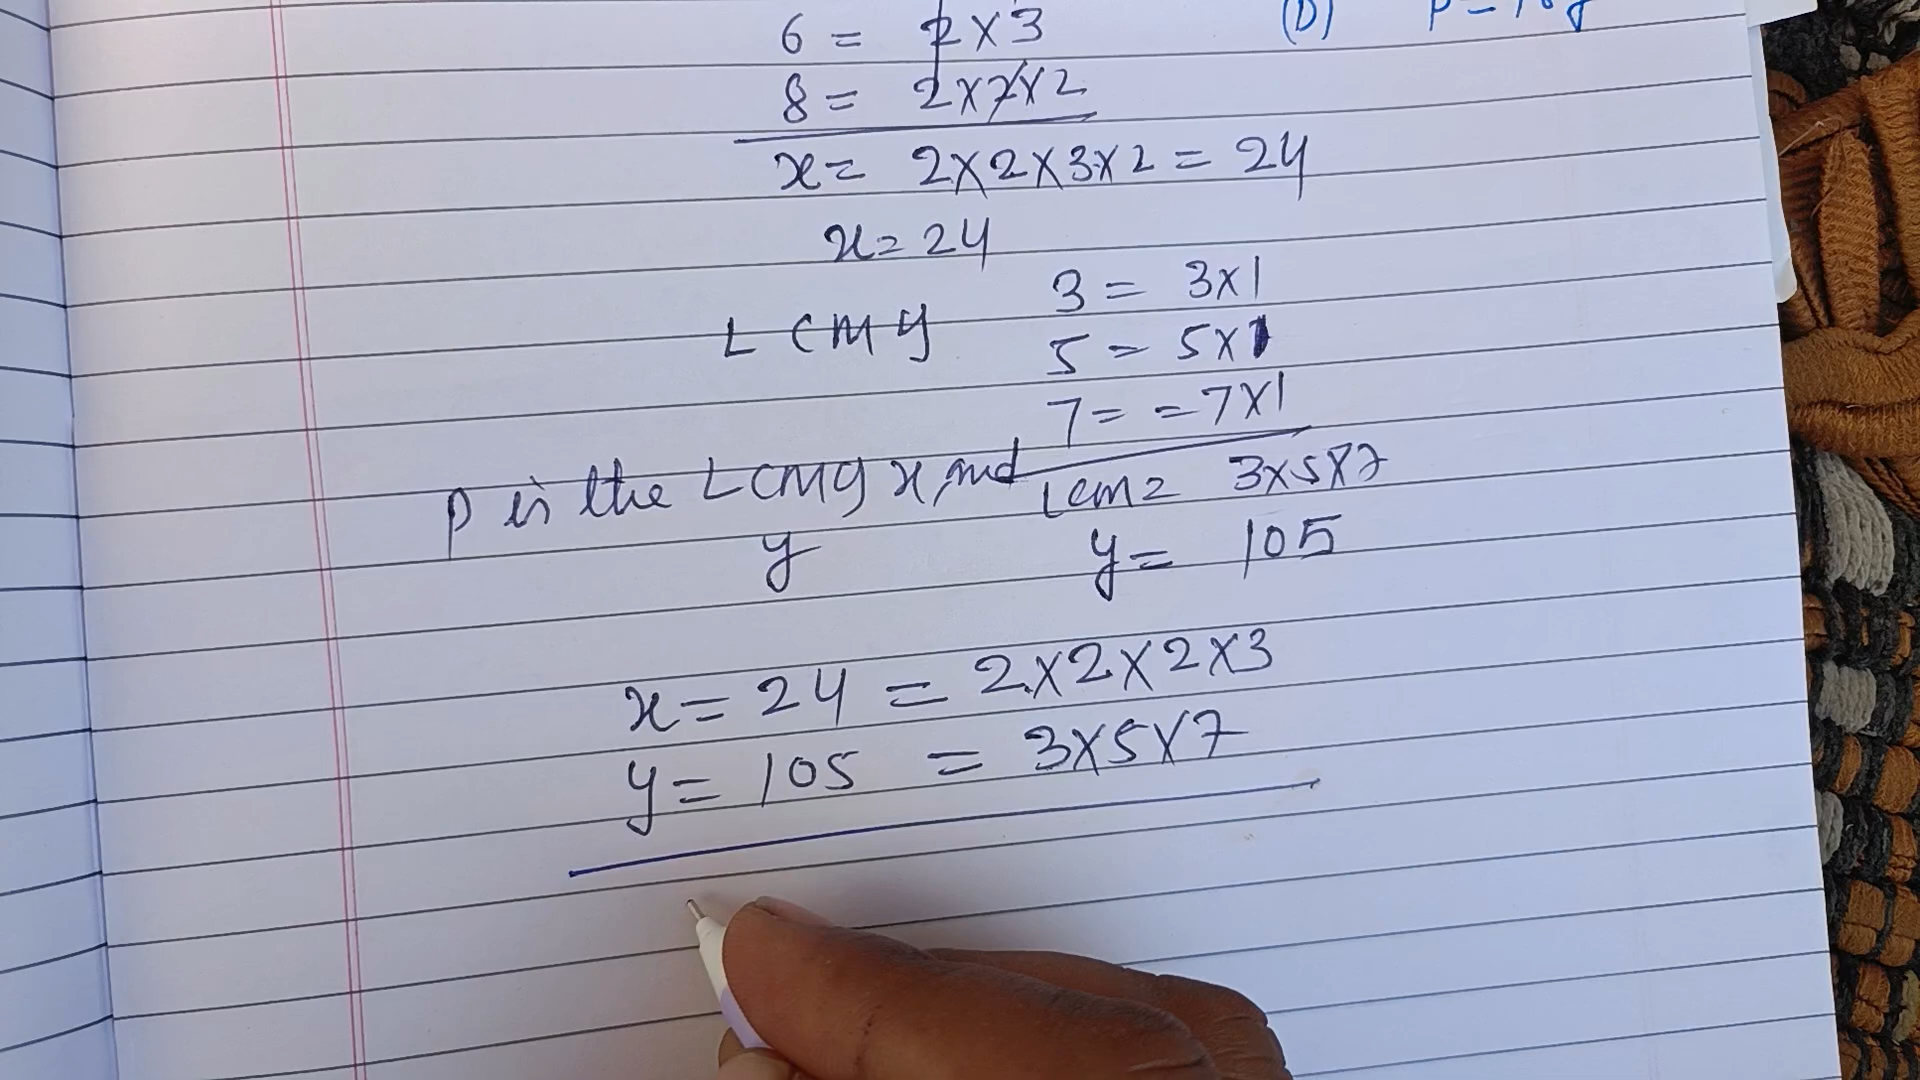 6 = 2×3
(D)
8 = 2×2×2
x = 2×2×3×2 = 24
x = 24
3 = 3×1
LCM y
5 = 5×1
7 = = 7×1
P is the LCM of x and
y
LCM = 3×5×7
y = 105
x = 24 = 2×2×2×3
y = 105 = 3×5×7